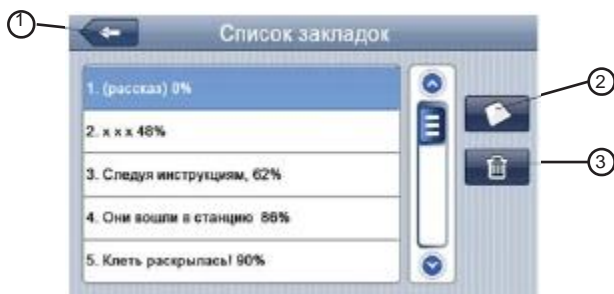 1
Список закладок
1. (рассказ) 0%
2
2. х х х 48%
3. Следуя инструкциям, 62%
3
4. Они вошли в станцию 86%
5. Клеть раскрылась! 90%